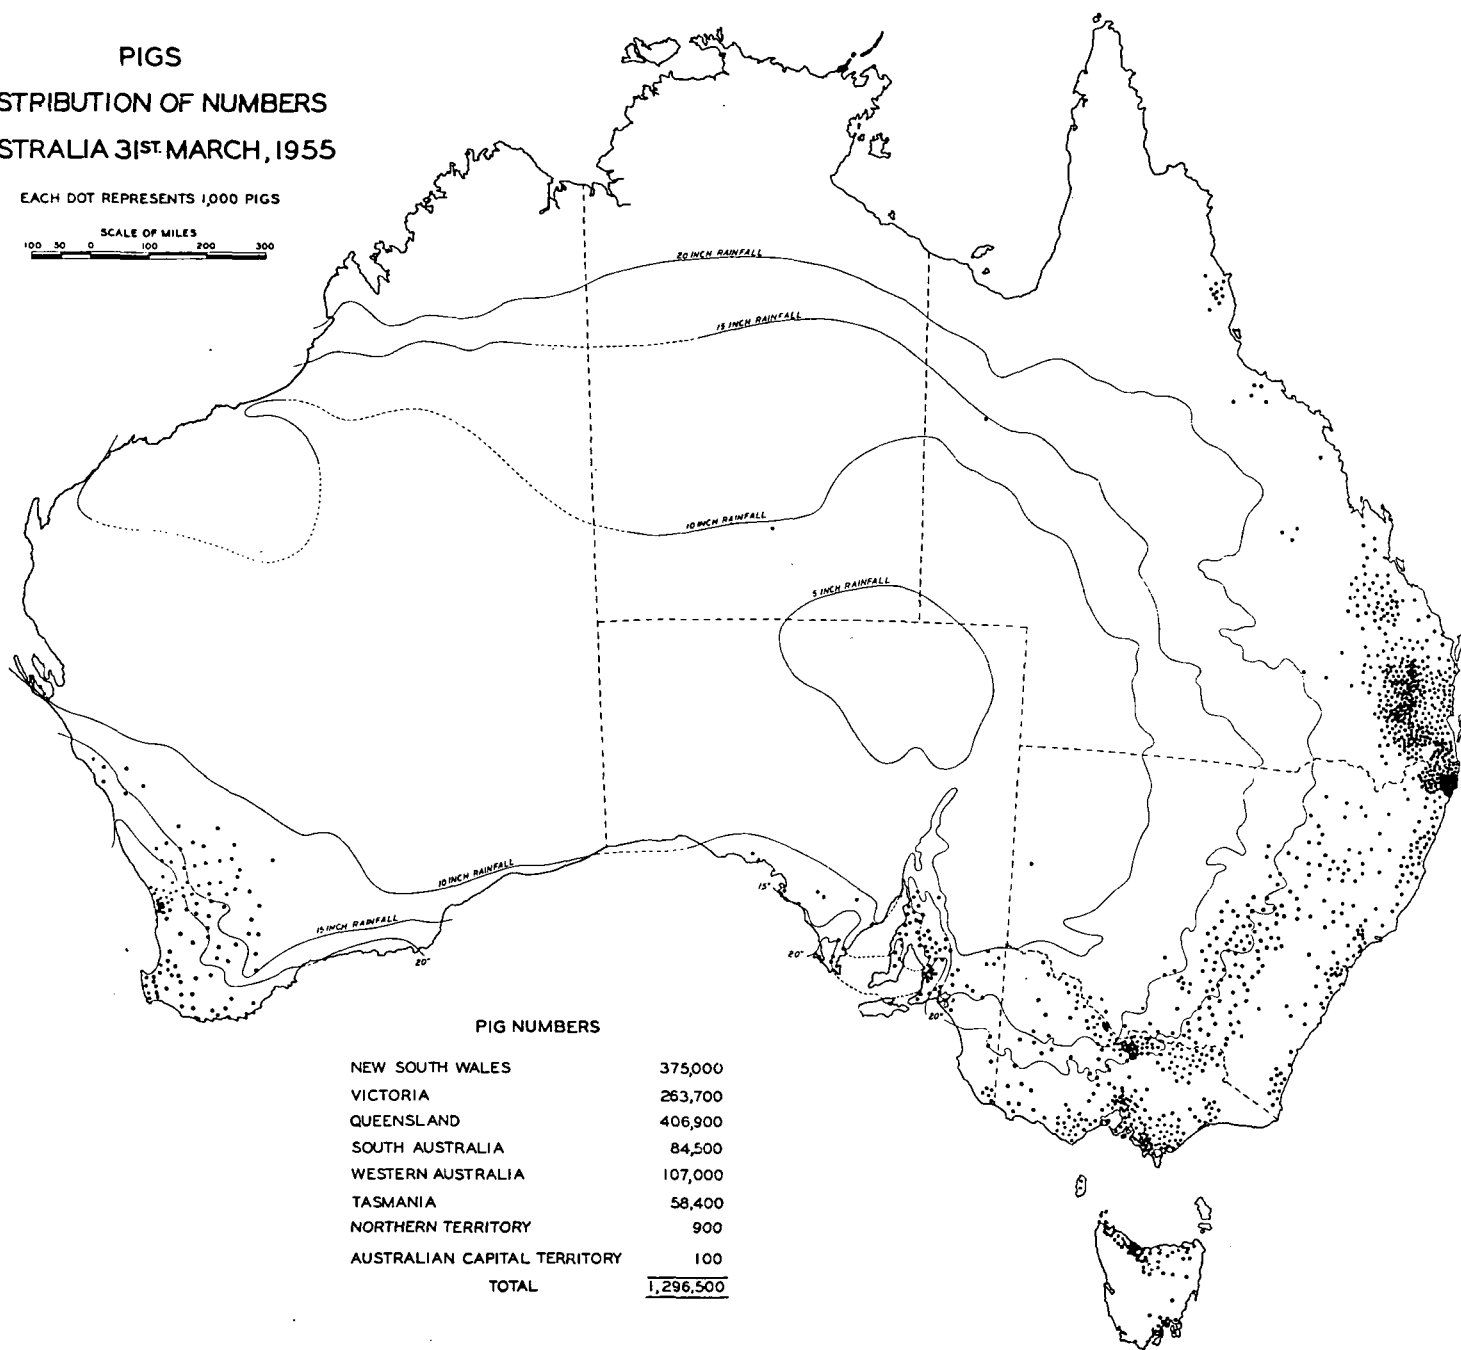 PIGS
STRIBUTION OF NUMBERS
STRALIA 31ST. MARCH, 1955
EACH DOT REPRESENTS 1,000 PIGS
SCALE OF MILES
100 50 0 100 200 300
20 INCH RAINFALL
15 INCH RAINFALL
10 INCH RAINFALL
5 INCH RAINFALL
10 INCH RAINFALL
15"
15 INCH RAINFALL
20"
20"
20"
PIG NUMBERS
NEW SOUTH WALES 375,000
VICTORIA 263,700
QUEENSLAND 406,900
SOUTH AUSTRALIA 84,500
WESTERN AUSTRALIA 107,000
TASMANIA 58,400
NORTHERN TERRITORY 900
AUSTRALIAN CAPITAL TERRITORY 100
TOTAL 1,296,500